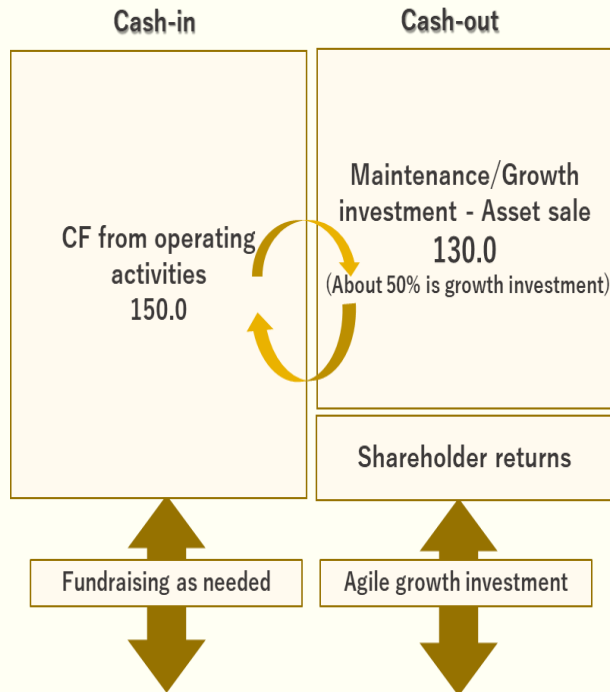 Cash-in
Cash-out
CF from operating
activities
150.0
Maintenance/Growth
investment - Asset sale
130.0
(About 50% is growth investment)
Shareholder returns
Fundraising as needed
Agile growth investment